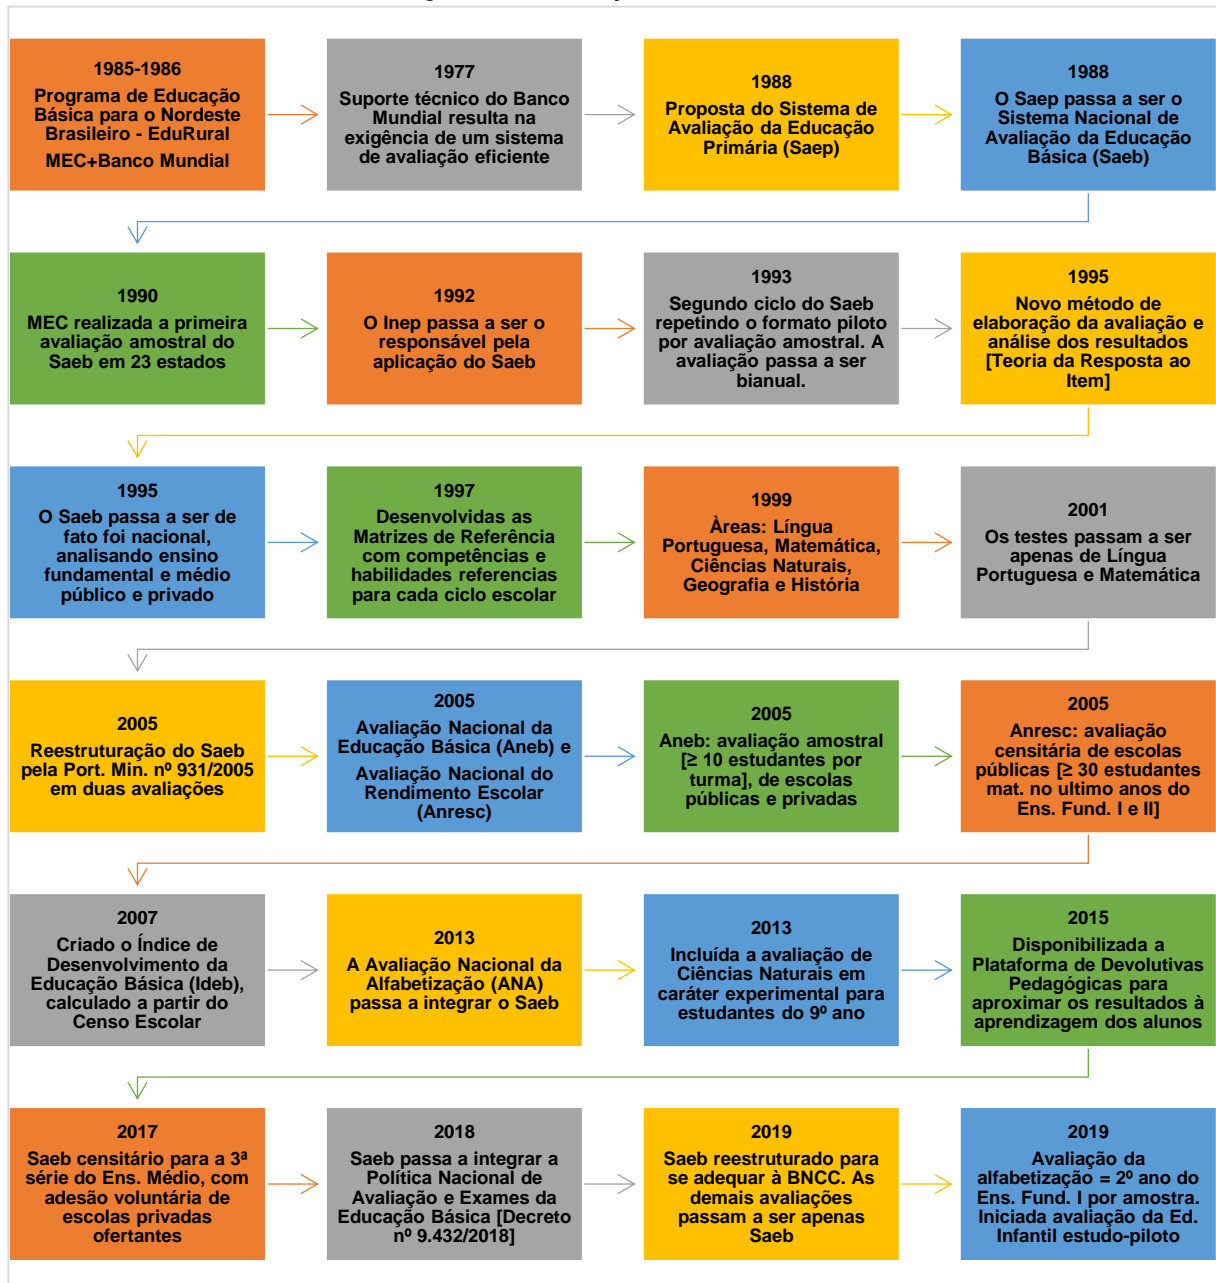 1985-1986
Programa de Educação
Básica para o Nordeste
Brasileiro - EduRural
MEC+Banco Mundial
1977
Suporte técnico do Banco
Mundial resulta na
exigência de um sistema
de avaliação eficiente
1988
Proposta do Sistema de
Avaliação da Educação
Primária (Saep)
1988
O Saep passa a ser o
Sistema Nacional de
Avaliação da Educação
Básica (Saeb)
1990
MEC realizada a primeira
avaliação amostral do
Saeb em 23 estados
1992
O Inep passa a ser o
responsável pela
aplicação do Saeb
1993
Segundo ciclo do Saeb
repetindo o formato piloto
por avaliação amostral. A
avaliação passa a ser
bianual.
1995
Novo método de
elaboração da avaliação e
análise dos resultados
[Teoria da Resposta ao
Item]
1995
O Saeb passa a ser de
fato foi nacional,
analisando ensino
fundamental e médio
público e privado
1997
Desenvolvidas as
Matrizes de Referência
com competências e
habilidades referencias
para cada ciclo escolar
1999
Àreas: Língua
Portuguesa, Matemática,
Ciências Naturais,
Geografia e História
2001
Os testes passam a ser
apenas de Língua
Portuguesa e Matemática
2005
Reestruturação do Saeb
pela Port. Min. nº 931/2005
em duas avaliações
2005
Avaliação Nacional da
Educação Básica (Aneb) e
Avaliação Nacional do
Rendimento Escolar
(Anresc)
2005
Aneb: avaliação amostral
[≥ 10 estudantes por
turma], de escolas
públicas e privadas
2005
Anresc: avaliação
censitária de escolas
públicas [≥ 30 estudantes
mat. no ultimo anos do
Ens. Fund. I e II]
2007
Criado o Índice de
Desenvolvimento da
Educação Básica (Ideb),
calculado a partir do
Censo Escolar
2013
A Avaliação Nacional da
Alfabetização (ANA)
passa a integrar o Saeb
2013
Incluída a avaliação de
Ciências Naturais em
caráter experimental para
estudantes do 9º ano
2015
Disponibilizada a
Plataforma de Devolutivas
Pedagógicas para
aproximar os resultados à
aprendizagem dos alunos
2017
Saeb censitário para a 3ª
série do Ens. Médio, com
adesão voluntária de
escolas privadas
ofertantes
2018
Saeb passa a integrar a
Política Nacional de
Avaliação e Exames da
Educação Básica [Decreto
nº 9.432/2018]
2019
Saeb reestruturado para
se adequar à BNCC. As
demais avaliações
passam a ser apenas
Saeb
2019
Avaliação da
alfabetização = 2º ano do
Ens. Fund. I por amostra.
Iniciada avaliação da Ed.
Infantil estudo-piloto